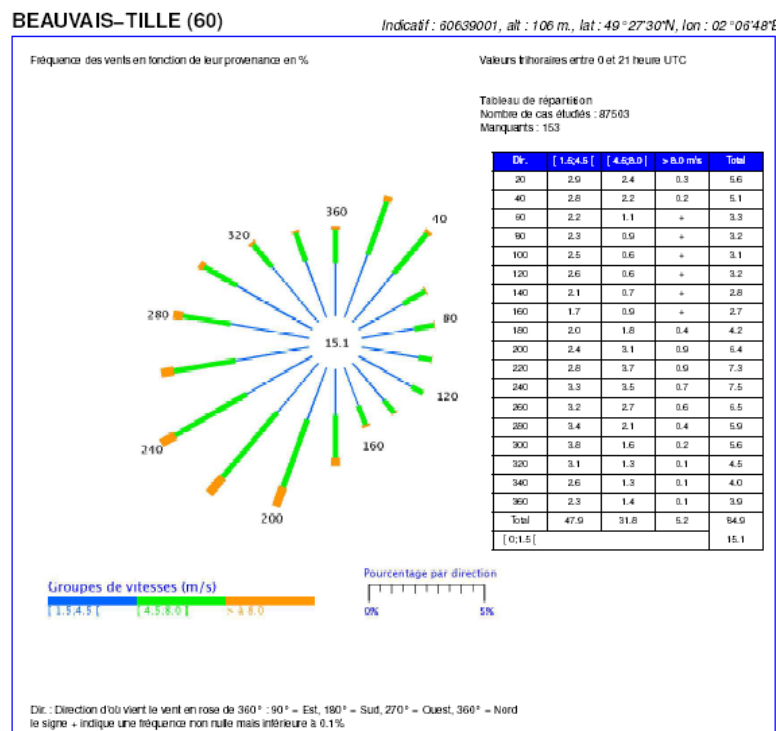 BEAUVAIS–TILLE (60)
Indicatif : 60639001, alt : 106 m., lat : 49°27'30"N, lon : 02°06'48"E
Fréquence des vents en fonction de leur provenance en %
Valeurs trihoraires entre 0 et 21 heure UTC
Tableau de répartition
Nombre de cas étudiés : 87503
Manquants : 153
Dir. [ 1.5;4.5 [ [ 4.5;8.0 ] > 8.0 m/s Total
20 2.9 2.4 0.3 5.6
40 2.8 2.2 0.2 5.1
60 2.2 1.1 + 3.3
80 2.3 0.9 + 3.2
100 2.5 0.6 + 3.1
120 2.6 0.6 + 3.2
140 2.1 0.7 + 2.8
160 1.7 0.9 + 2.7
180 2.0 1.8 0.4 4.2
200 2.4 3.1 0.9 6.4
220 2.8 3.7 0.9 7.3
240 3.3 3.5 0.7 7.5
260 3.2 2.7 0.6 6.5
280 3.4 2.1 0.4 5.9
300 3.8 1.6 0.2 5.6
320 3.1 1.3 0.1 4.5
340 2.6 1.3 0.1 4.0
360 2.3 1.4 0.1 3.9
Total 47.9 31.8 5.2 84.9
[ 0;1.5 [ 15.1
360
40
320
280
80
15.1
120
160
240
200
Groupes de vitesses (m/s)
[ 1.5;4.5 [ [ 4.5;8.0 ] > à 8.0
Pourcentage par direction
0% 5%
Dir. : Direction d'où vient le vent en rose de 360° : 90° = Est, 180° = Sud, 270° = Ouest, 360° = Nord
le signe + indique une fréquence non nulle mais inférieure à 0.1%